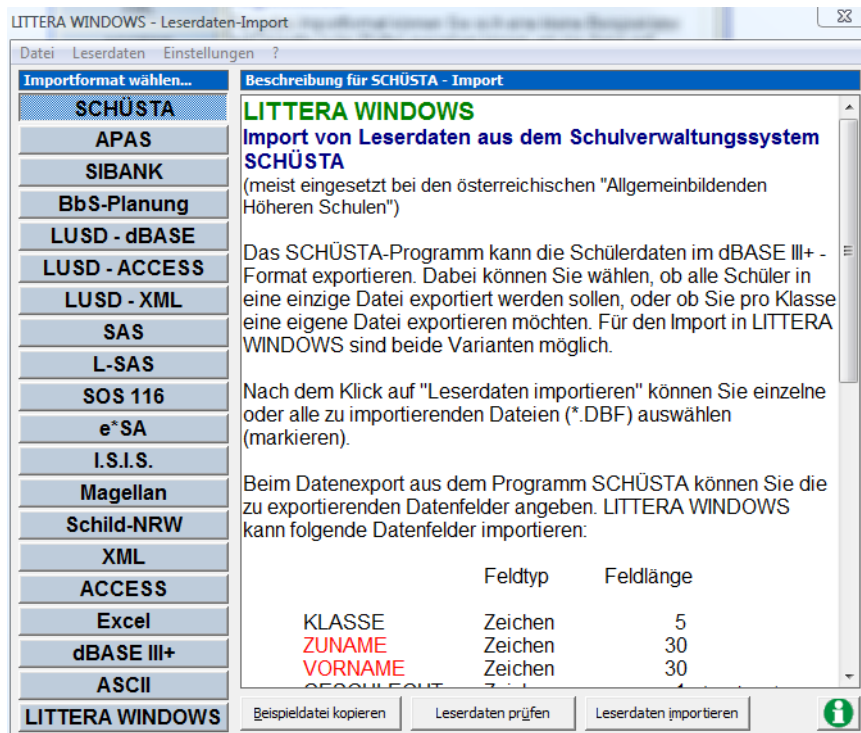 LITTERA WINDOWS - Leserdaten-Import
Datei Leserdaten Einstellungen ?
Importformat wählen...
SCHÜSTA
APAS
SIBANK
BbS-Planung
LUSD - dBASE
LUSD - ACCESS
LUSD - XML
SAS
L-SAS
SOS 116
e*SA
I.S.I.S.
Magellan
Schild-NRW
XML
ACCESS
Excel
dBASE III+
ASCII
LITTERA WINDOWS
Beschreibung für SCHÜSTA - Import
LITTERA WINDOWS
Import von Leserdaten aus dem Schulverwaltungssystem
SCHÜSTA
(meist eingesetzt bei den österreichischen "Allgemeinbildenden
Höheren Schulen")
Das SCHÜSTA-Programm kann die Schülerdaten im dBASE III+ -
Format exportieren. Dabei können Sie wählen, ob alle Schüler in
eine einzige Datei exportiert werden sollen, oder ob Sie pro Klasse
eine eigene Datei exportieren möchten. Für den Import in LITTERA
WINDOWS sind beide Varianten möglich.
Nach dem Klick auf "Leserdaten importieren" können Sie einzelne
oder alle zu importierenden Dateien (*.DBF) auswählen
(markieren).
Beim Datenexport aus dem Programm SCHÜSTA können Sie die
zu exportierenden Datenfelder angeben. LITTERA WINDOWS
kann folgende Datenfelder importieren:
Feldtyp Feldlänge
KLASSE Zeichen 5
ZUNAME Zeichen 30
VORNAME Zeichen 30
Beispieldatei kopieren Leserdaten prüfen Leserdaten importieren